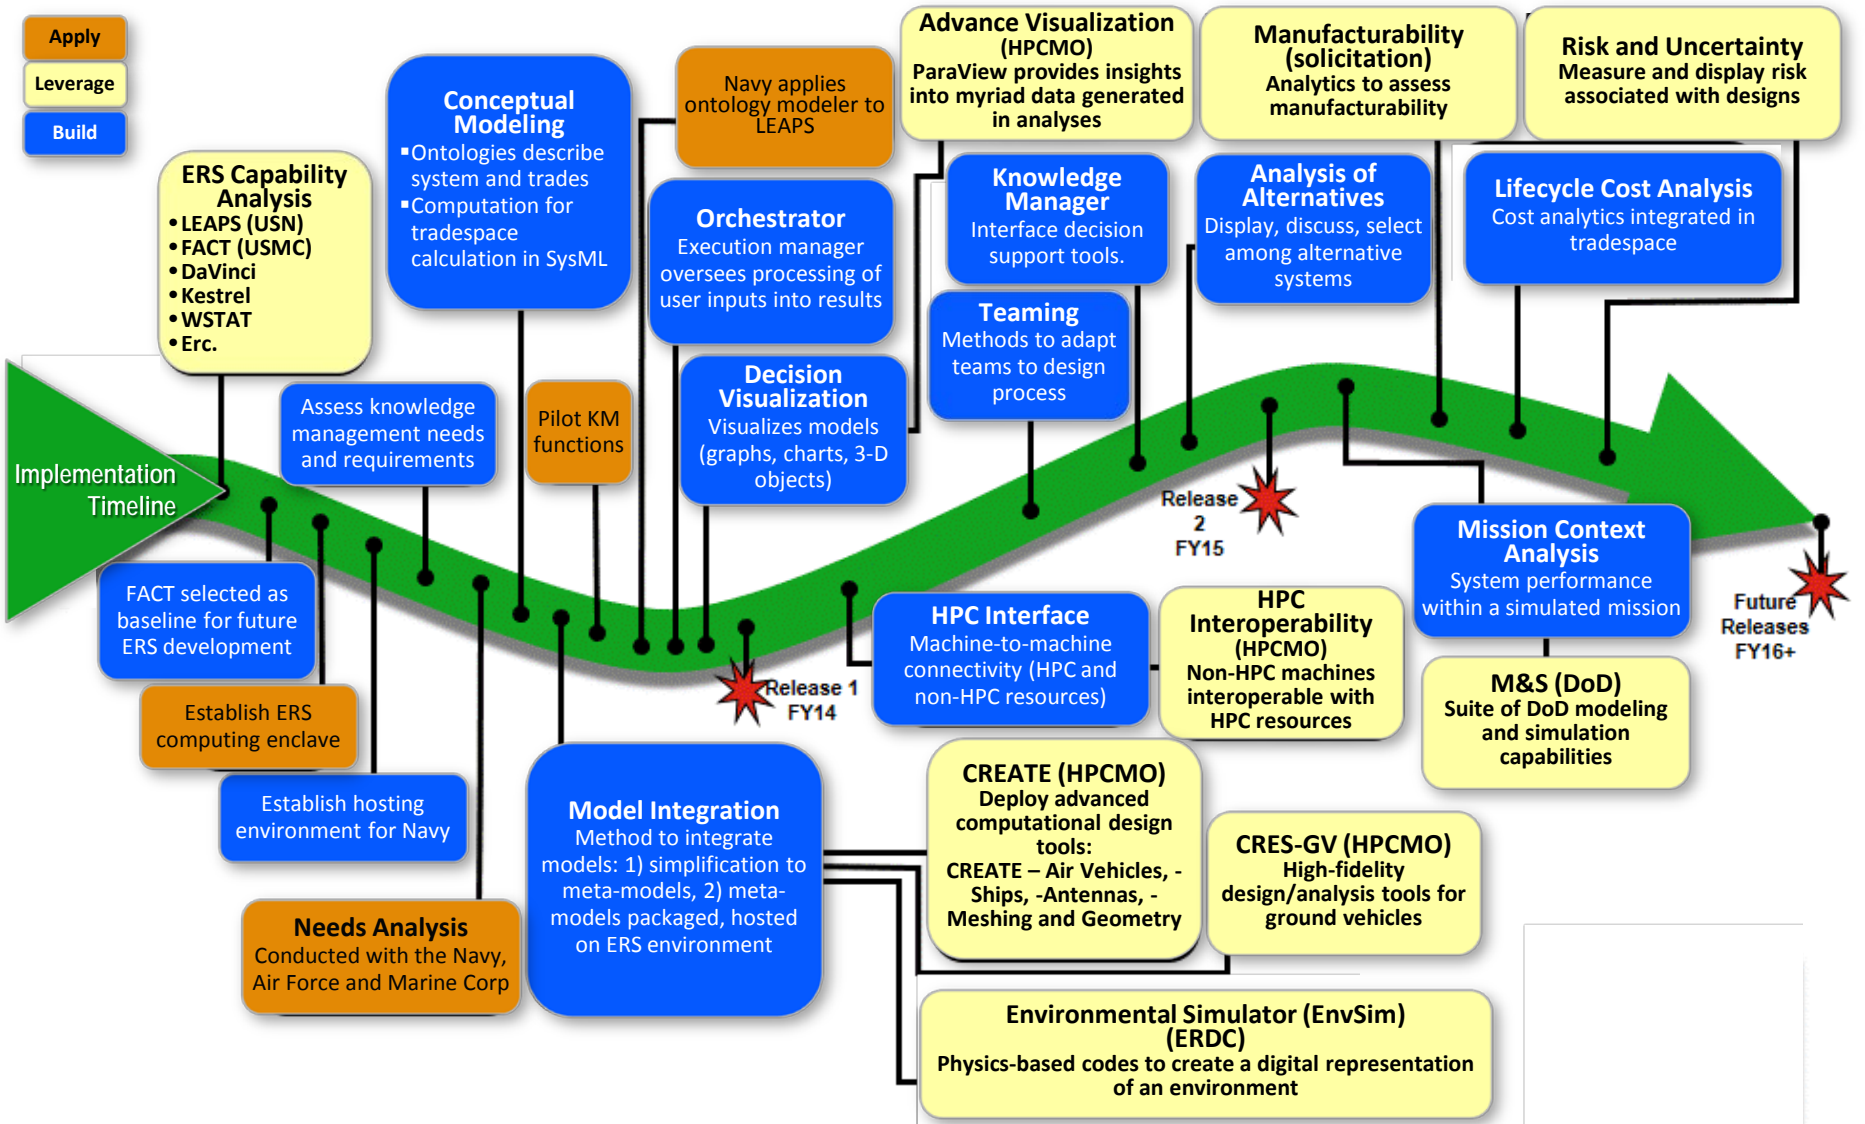 Apply
Leverage
Build
ERS Capability
Analysis
•LEAPS (USN)
•FACT (USMC)
•DaVinci
•Kestrel
•WSTAT
•Erc.
Conceptual
Modeling
▪Ontologies describe
system and trades
▪Computation for
tradespace
calculation in SysML
Navy applies
ontology modeler to
LEAPS
Advance Visualization
(HPCMO)
ParaView provides insights
into myriad data generated
in analyses
Manufacturability
(solicitation)
Analytics to assess
manufacturability
Risk and Uncertainty
Measure and display risk
associated with designs
Orchestrator
Execution manager
oversees processing of
user inputs into results
Knowledge
Manager
Interface decision
support tools.
Analysis of
Alternatives
Display, discuss, select
among alternative
systems
Lifecycle Cost Analysis
Cost analytics integrated in
tradespace
Teaming
Methods to adapt
teams to design
process
Assess knowledge
management needs
and requirements
Pilot KM
functions
Decision
Visualization
Visualizes models
(graphs, charts, 3-D
objects)
Implementation
Timeline
Release
2
FY15
Mission Context
Analysis
System performance
within a simulated mission
Future
Releases
FY16+
FACT selected as
baseline for future
ERS development
Establish ERS
computing enclave
Establish hosting
environment for Navy
Needs Analysis
Conducted with the Navy,
Air Force and Marine Corp
Release 1
FY14
HPC Interface
Machine-to-machine
connectivity (HPC and
non-HPC resources)
HPC
Interoperability
(HPCMO)
Non-HPC machines
interoperable with
HPC resources
M&S (DoD)
Suite of DoD modeling
and simulation
capabilities
Model Integration
Method to integrate
models: 1) simplification to
meta-models, 2) meta-
models packaged, hosted
on ERS environment
CREATE (HPCMO)
Deploy advanced
computational design
tools:
CREATE – Air Vehicles, -
Ships, -Antennas, -
Meshing and Geometry
CRES-GV (HPCMO)
High-fidelity
design/analysis tools for
ground vehicles
Environmental Simulator (EnvSim)
(ERDC)
Physics-based codes to create a digital representation
of an environment